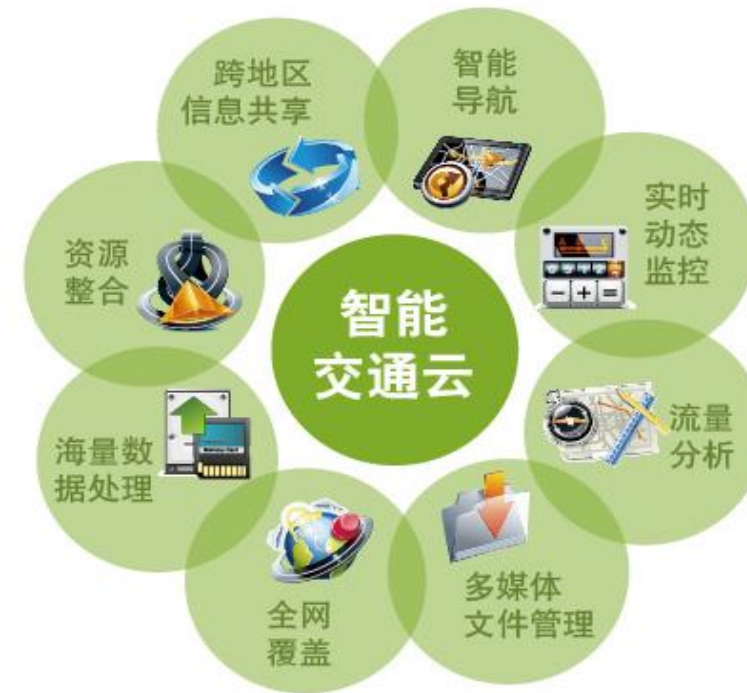 跨地区
信息共享
智能
导航
实时
动态
监控
资源
整合
智能
交通云
流量
分析
海量数
据处理
多媒体
文件管理
全网
覆盖